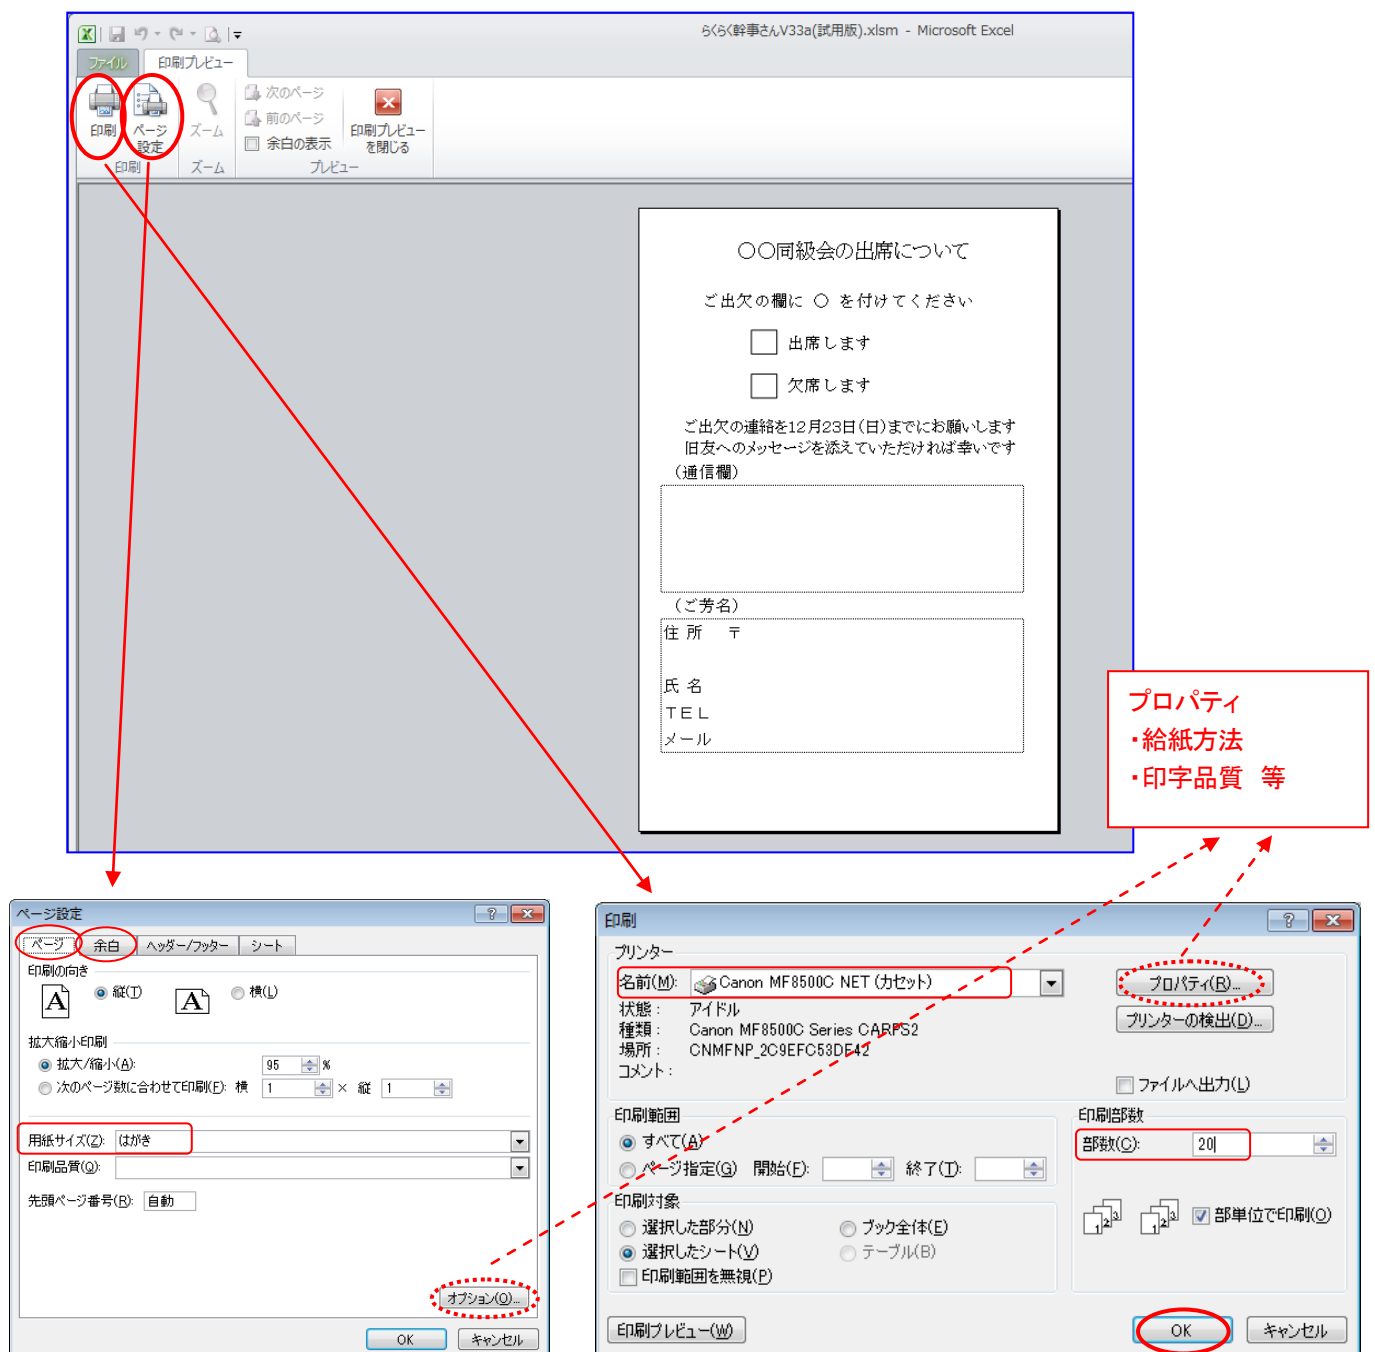 らくらく幹事さんV33a(試用版).xlsm - Microsoft Excel
ファイル 印刷プレビュー
印刷 ページ設定 ズーム 次のページ
前のページ
余白の表示
印刷プレビューを閉じる
印刷 ズーム プレビュー
〇〇同級会の出席について
ご出欠の欄に 〇 を付けてください
出席します
欠席します
ご出欠の連絡を12月23日(日)までにお願いします
旧友へのメッセージを添えていただければ幸いです
(通信欄)
(ご芳名)
住 所 〒
氏 名
TEL
メール
プロパティ
・給紙方法
・印字品質 等
ページ設定
ページ 余白 ヘッダー/フッター シート
印刷の向き
A 縦(T) A 横(L)
拡大縮小印刷
拡大/縮小(A): 95 %
次のページ数に合わせて印刷(F): 横 1 × 縦 1
用紙サイズ(Z): はがき
印刷品質(Q):
先頭ページ番号(R): 自動
オプション(O)...
OK キャンセル
印刷
プリンター
名前(M): Canon MF8500C NET (カセット)
プロパティ(R)...
状態: アイドル
種類: Canon MF8500C Series CARPS2
プリンターの検出(D)...
場所: CNMFNP_2C9EFC53DE42
コメント:
ファイルへ出力(L)
印刷範囲
すべて(A)
ページ指定(G) 開始(F): 終了(T):
印刷部数
部数(C): 20
1 2 3 1 2 3 部単位で印刷(O)
印刷対象
選択した部分(N) ブック全体(E)
選択したシート(V) テーブル(B)
印刷範囲を無視(P)
印刷プレビュー(W) OK キャンセル